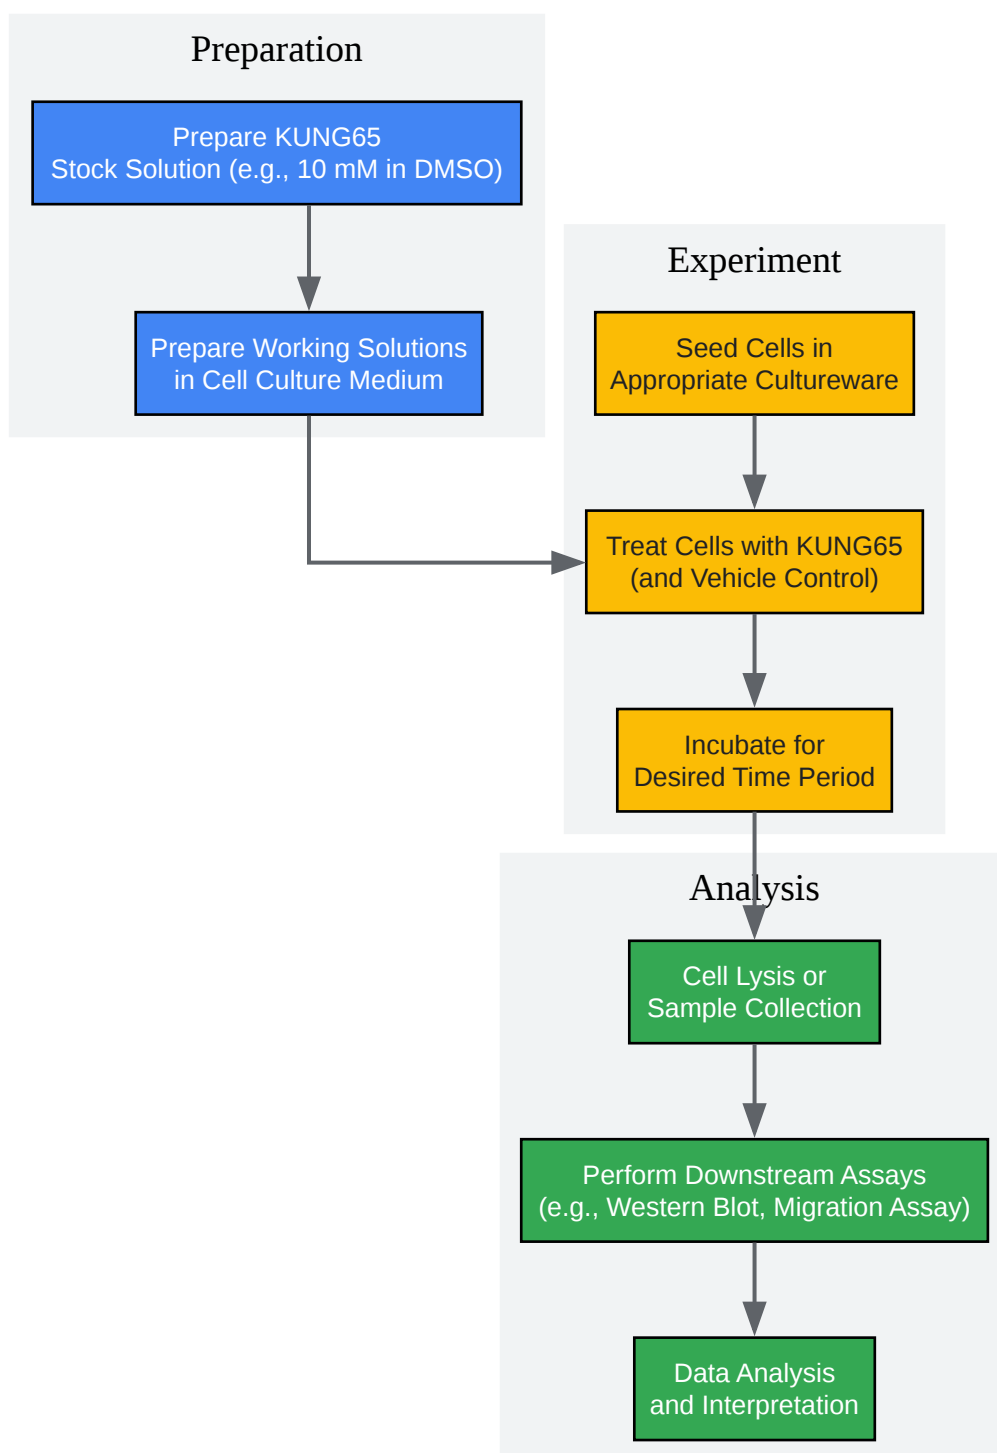 Preparation
Prepare KUNG65
Stock Solution (e.g., 10 mM in DMSO)
Prepare Working Solutions
in Cell Culture Medium
Experiment
Seed Cells in
Appropriate Cultureware
Treat Cells with KUNG65
(and Vehicle Control)
Incubate for
Desired Time Period
Analysis
Cell Lysis or
Sample Collection
Perform Downstream Assays
(e.g., Western Blot, Migration Assay)
Data Analysis
and Interpretation